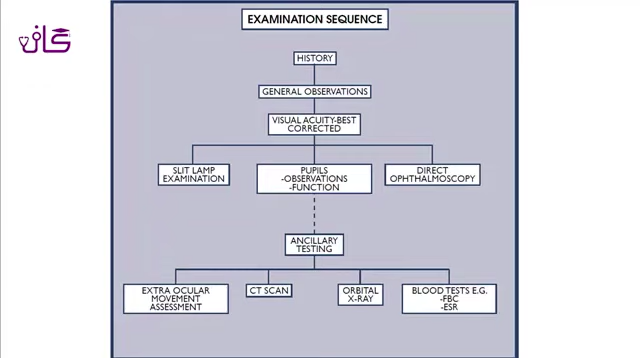 EXAMINATION SEQUENCE
كان
HISTORY
GENERAL OBSERVATIONS
VISUAL ACUITY-BEST
CORRECTED
SLIT LAMP
EXAMINATION
PUPILS
-OBSERVATIONS
-FUNCTION
DIRECT
OPHTHALMOSCOPY
ANCILLARY
TESTING
EXTRA OCULAR
MOVEMENT
ASSESSMENT
CT SCAN
ORBITAL
X-RAY
BLOOD TESTS E.G.
-FBC
-ESR